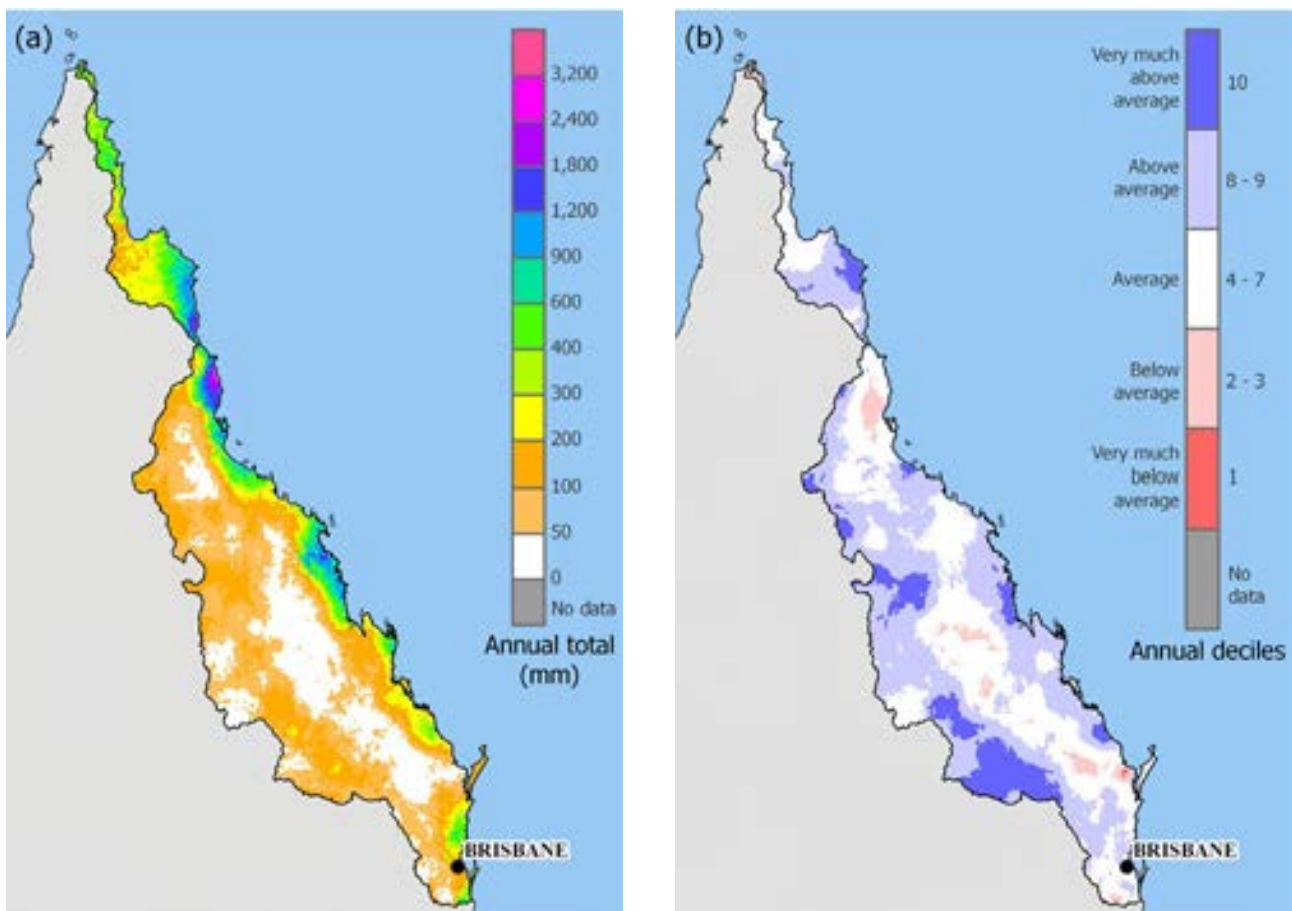 (a)
3,200
2,400
1,800
1,200
900
600
400
300
200
100
50
0
No data
Annual total
(mm)
BRISBANE
(b)
Very much
above
average
10
Above
average
8 - 9
Average
4 - 7
Below
average
2 - 3
Very much
below
average
1
No
data
Annual deciles
BRISBANE